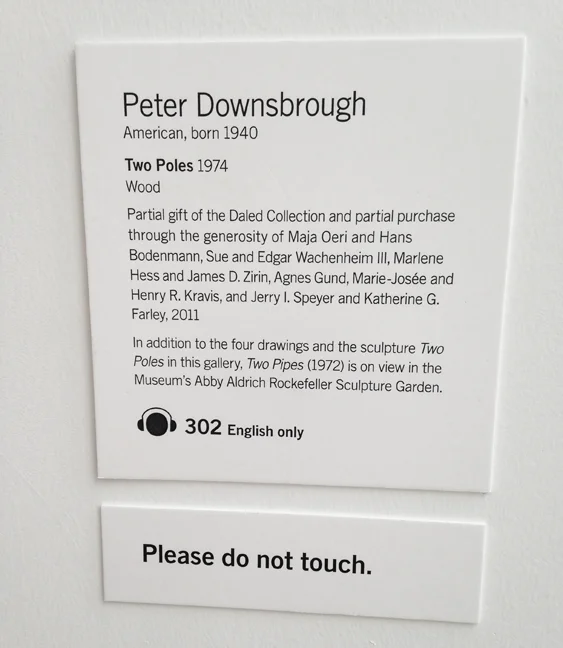 Peter Downsbrough
American, born 1940
Two Poles 1974
Wood
Partial gift of the Daled Collection and partial purchase
through the generosity of Maja Oeri and Hans
Bodenmann, Sue and Edgar Wachenheim III, Marlene
Hess and James D. Zirin, Agnes Gund, Marie-Josée and
Henry R. Kravis, and Jerry I. Speyer and Katherine G.
Farley, 2011
In addition to the four drawings and the sculpture Two
Poles in this gallery, Two Pipes (1972) is on view in the
Museum's Abby Aldrich Rockefeller Sculpture Garden.
302 English only
Please do not touch.